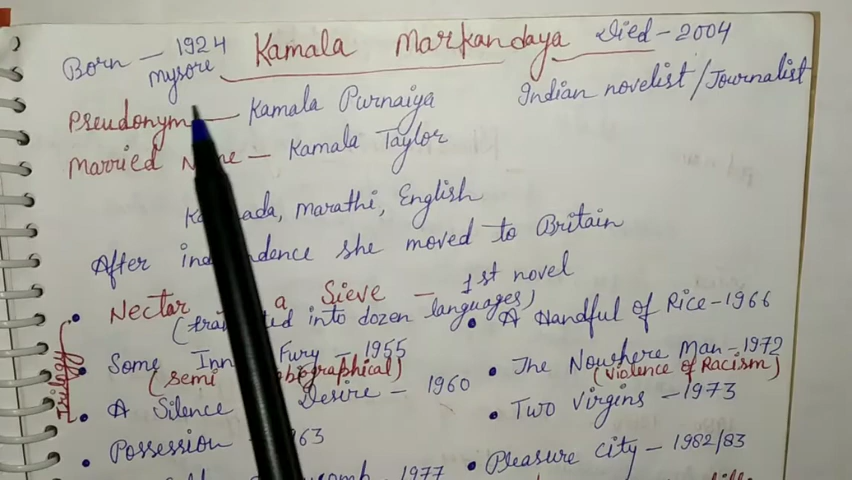 Born – 1924 Kamala Markandaya Died – 2004
Mysore
Indian novelist / Journalist
Pseudonym – Kamala Purnaiya
Married – Kamala Taylor
Marathi, English
After she moved to Britain
Nectar a Sieve – 1st novel
(into dozen languages)
• A Handful of Rice – 1966
• Some Fury – 1955
(semi
• The Nowhere Man – 1972
(violence of Racism)
• A Silence Desire – 1960
• Two Virgins – 1973
• Possession
• Pleasure city – 1982/83
1977
Trilogy